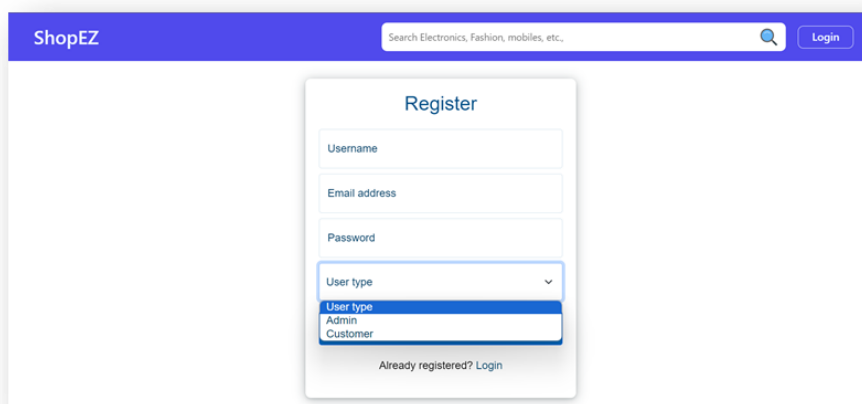 ShopEZ
Search Electronics, Fashion, mobiles, etc.,
Login
Register
Username
Email address
Password
User type
User type
Admin
Customer
Already registered? Login